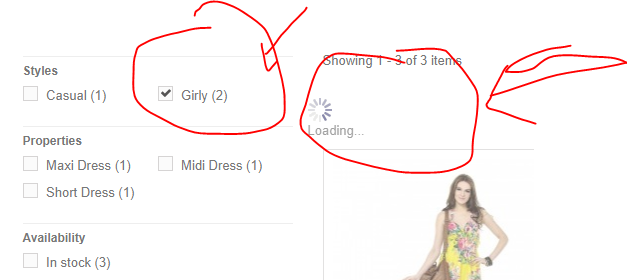 Styles
Casual (1)
Girly (2)
Properties
Maxi Dress (1)
Midi Dress (1)
Short Dress (1)
Availability
In stock (3)
Showing 1 - 3 of 3 items
Loading...